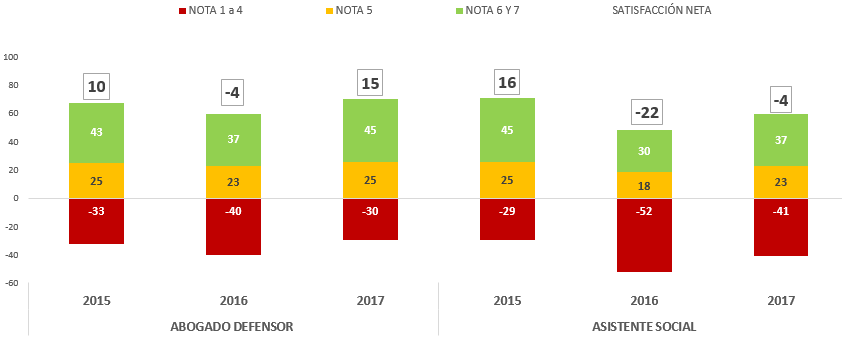 NOTA 1 a 4 NOTA 5 NOTA 6 Y 7 SATISFACCIÓN NETA
100
80
60
40
20
0
-20
-40
-60
10 -4 15 16 -22 -4
43 37 45 45 30 37
25 23 25 25 18 23
-33 -40 -30 -29 -52 -41
2015 2016 2017 2015 2016 2017
ABOGADO DEFENSOR ASISTENTE SOCIAL